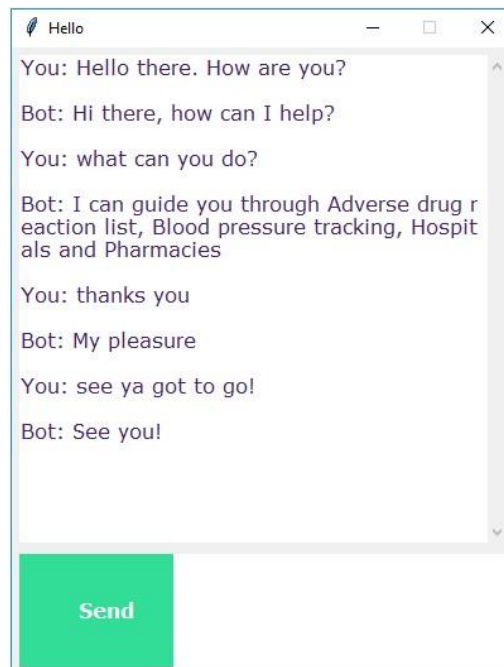 Hello
You: Hello there. How are you?
Bot: Hi there, how can I help?
You: what can you do?
Bot: I can guide you through Adverse drug r
eaction list, Blood pressure tracking, Hospit
als and Pharmacies
You: thanks you
Bot: My pleasure
You: see ya got to go!
Bot: See you!
Send